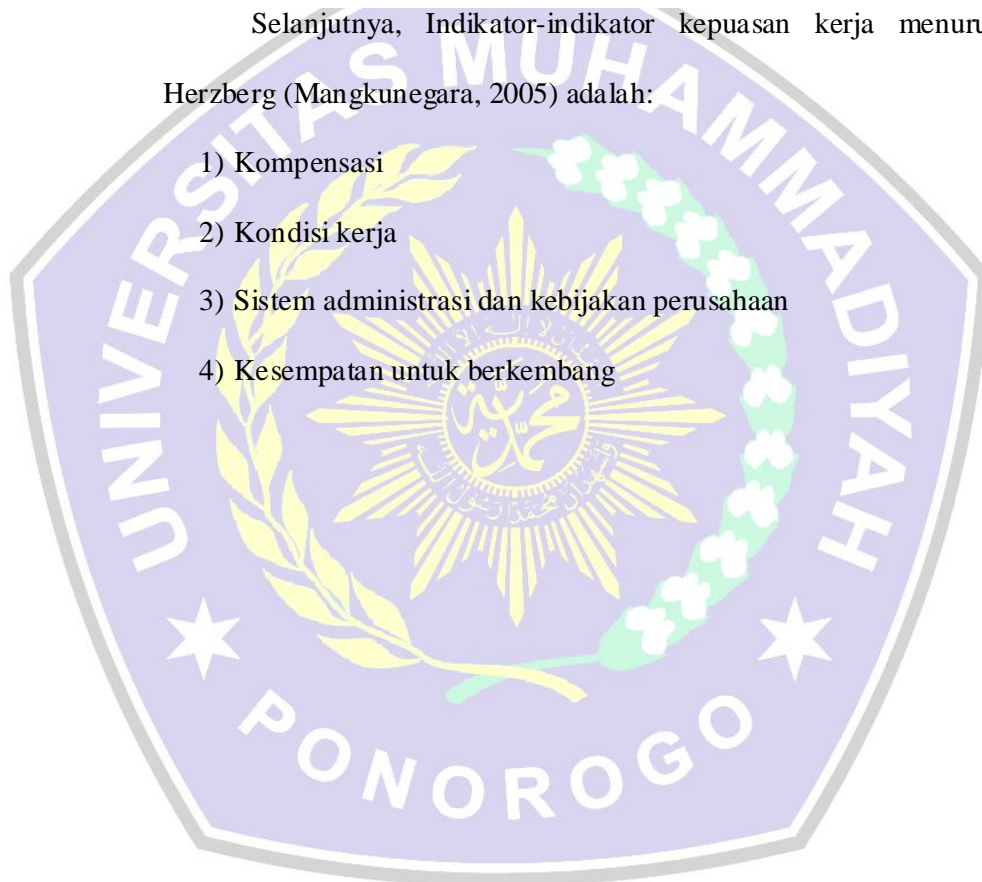 Selanjutnya, Indikator-indikator kepuasan kerja menuru
Herzberg (Mangkunegara, 2005) adalah:
1) Kompensasi
2) Kondisi kerja
3) Sistem administrasi dan kebijakan perusahaan
4) Kesempatan untuk berkembang
UNIVERSITAS MUHAMMADIYAH
PONOROGO
محمدية